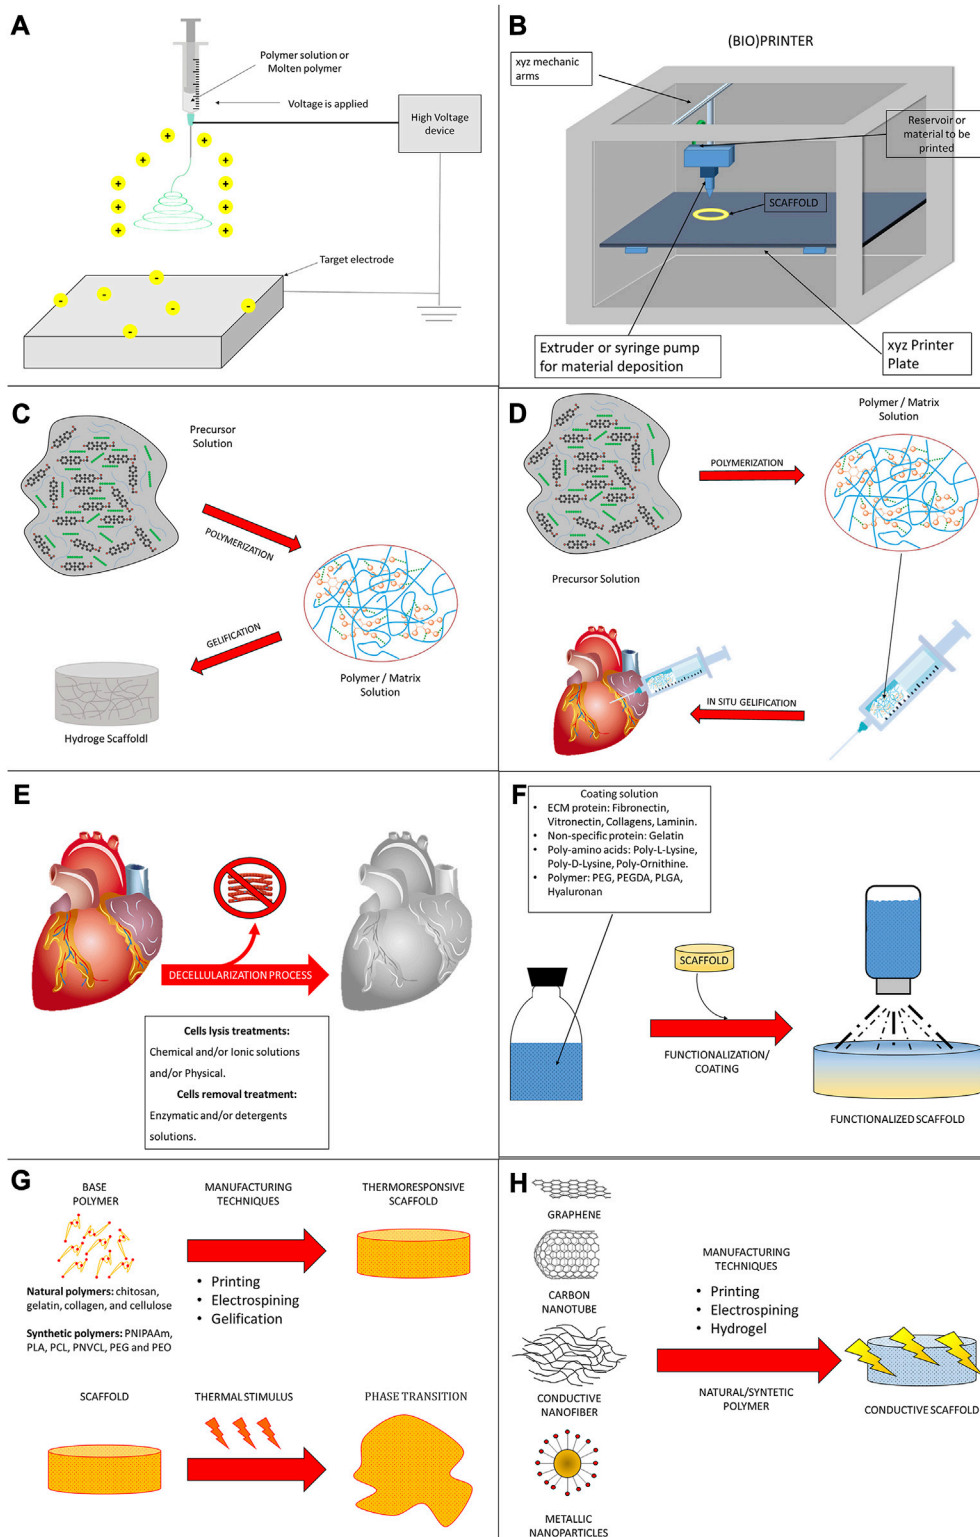 A
Polymer solution or
Molten polymer
Voltage is applied
High Voltage
device
Target electrode
B
(BIO)PRINTER
xyz mechanic
arms
Reservoir or
material to be
printed
SCAFFOLD
Extruder or syringe pump
for material deposition
xyz Printer
Plate
C
Precursor
Solution
POLYMERIZATION
GELIFICATION
Polymer / Matrix
Solution
Hydroge Scaffoldl
D
Polymer / Matrix
Solution
POLYMERIZATION
Precursor Solution
IN SITU GELIFICATION
E
DECELLULARIZATION PROCESS
Cells lysis treatments:
Chemical and/or Ionic solutions
and/or Physical.
Cells removal treatment:
Enzymatic and/or detergents
solutions.
F
Coating solution
• ECM protein: Fibronectin,
Vitronectin, Collagens, Laminin.
• Non-specific protein: Gelatin
• Poly-amino acids: Poly-L-Lysine,
Poly-D-Lysine, Poly-Ornithine.
• Polymer: PEG, PEGDA, PLGA,
Hyaluronan
SCAFFOLD
FUNCTIONALIZATION/
COATING
FUNCTIONALIZED SCAFFOLD
G
BASE
POLYMER
MANUFACTURING
TECHNIQUES
THERMORESPONSIVE
SCAFFOLD
• Printing
• Electrospining
• Gelification
Natural polymers: chitosan,
gelatin, collagen, and cellulose
Synthetic polymers: PNIPAAm,
PLA, PCL, PNVCL, PEG and PEO
SCAFFOLD
THERMAL STIMULUS
PHASE TRANSITION
H
GRAPHENE
CARBON
NANOTUBE
CONDUCTIVE
NANOFIBER
METALLIC
NANOPARTICLES
MANUFACTURING
TECHNIQUES
• Printing
• Electrospining
• Hydrogel
NATURAL/SYNTETIC
POLYMER
CONDUCTIVE SCAFFOLD